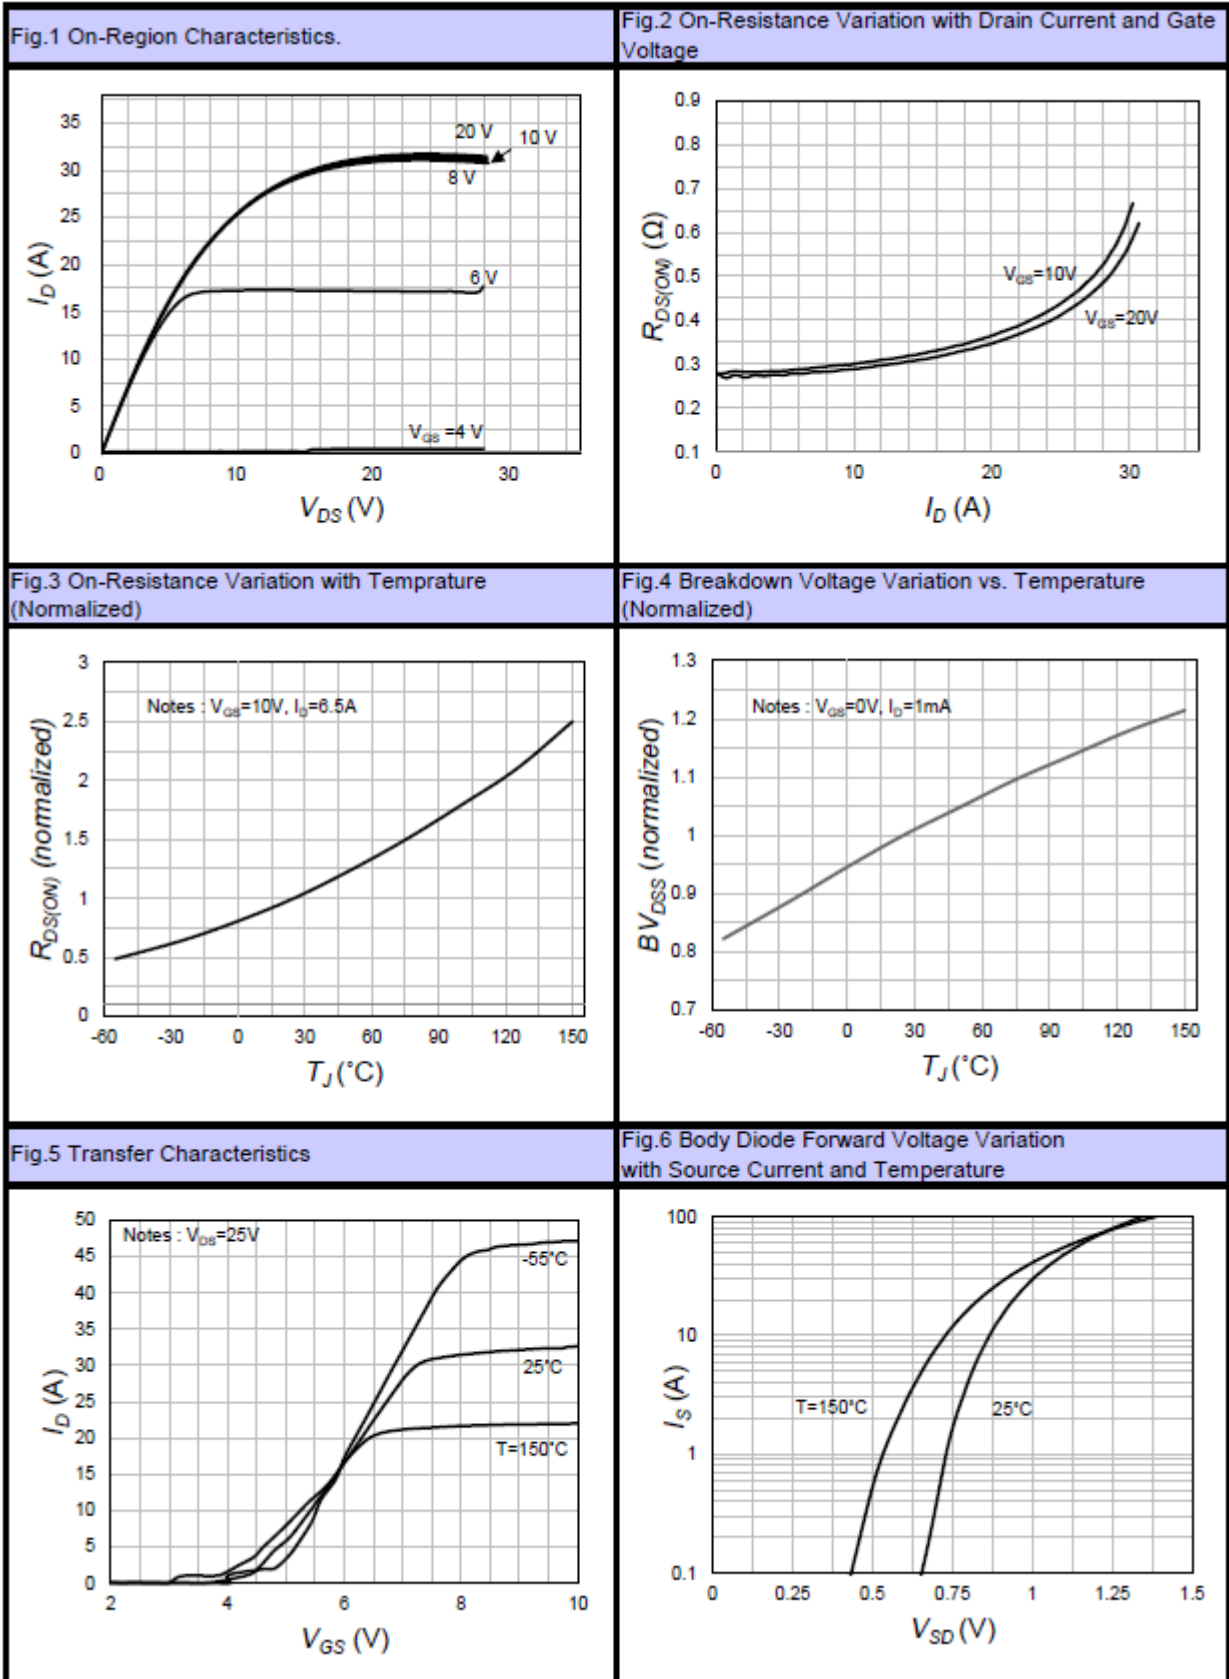 Fig.1 On-Region Characteristics.
Fig.2 On-Resistance Variation with Drain Current and Gate
Voltage
35
30
25
20
15
10
5
0
I_D (A)
20 V
10 V
8 V
6 V
V_GS =4 V
0 10 20 30
V_DS (V)
0.9
0.8
0.7
0.6
0.5
0.4
0.3
0.2
0.1
R_DS(ON) (Ω)
V_GS=10V
V_GS=20V
0 10 20 30
I_D (A)
Fig.3 On-Resistance Variation with Temprature
(Normalized)
Fig.4 Breakdown Voltage Variation vs. Temperature
(Normalized)
3
2.5
2
1.5
1
0.5
0
R_DS(ON) (normalized)
Notes : V_GS=10V, I_D=6.5A
-60 -30 0 30 60 90 120 150
T_J (°C)
1.3
1.2
1.1
1
0.9
0.8
0.7
BV_DSS (normalized)
Notes : V_GS=0V, I_D=1mA
-60 -30 0 30 60 90 120 150
T_J (°C)
Fig.5 Transfer Characteristics
Fig.6 Body Diode Forward Voltage Variation
with Source Current and Temperature
50
45
40
35
30
25
20
15
10
5
0
I_D (A)
Notes : V_DS=25V
-55°C
25°C
T=150°C
2 4 6 8 10
V_GS (V)
100
10
1
0.1
I_S (A)
T=150°C
25°C
0 0.25 0.5 0.75 1 1.25 1.5
V_SD (V)